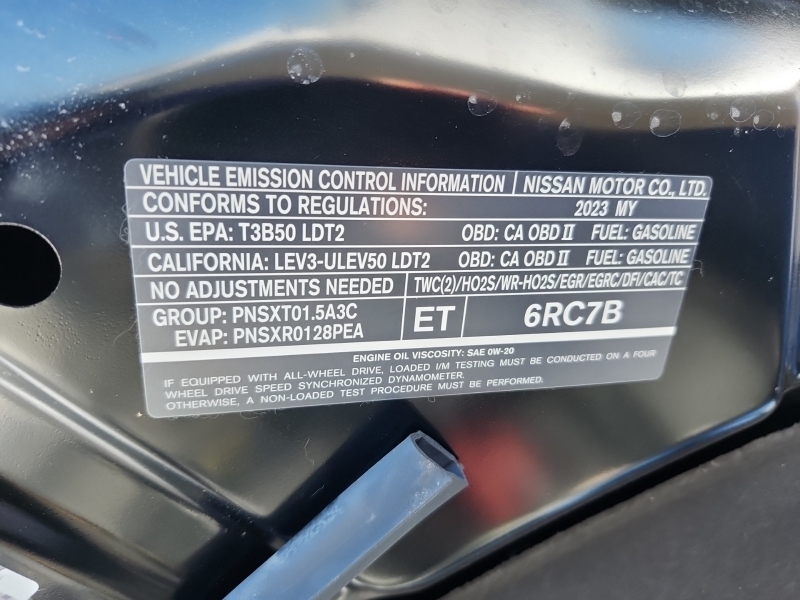 VEHICLE EMISSION CONTROL INFORMATION | NISSAN MOTOR CO., LTD.
CONFORMS TO REGULATIONS: 2023 MY
U.S. EPA: T3B50 LDT2 OBD: CA OBD II FUEL: GASOLINE
CALIFORNIA: LEV3-ULEV50 LDT2 OBD: CA OBD II FUEL: GASOLINE
NO ADJUSTMENTS NEEDED TWC(2)/HO2S/WR-HO2S/EGR/EGRC/DFI/CAC/TC
GROUP: PNSXT01.5A3C
EVAP: PNSXR0128PEA
ET
6RC7B
ENGINE OIL VISCOSITY: SAE 0W-20
IF EQUIPPED WITH ALL-WHEEL DRIVE, LOADED I/M TESTING MUST BE CONDUCTED ON A FOUR
WHEEL DRIVE SPEED SYNCHRONIZED DYNAMOMETER.
OTHERWISE, A NON-LOADED TEST PROCEDURE MUST BE PERFORMED.